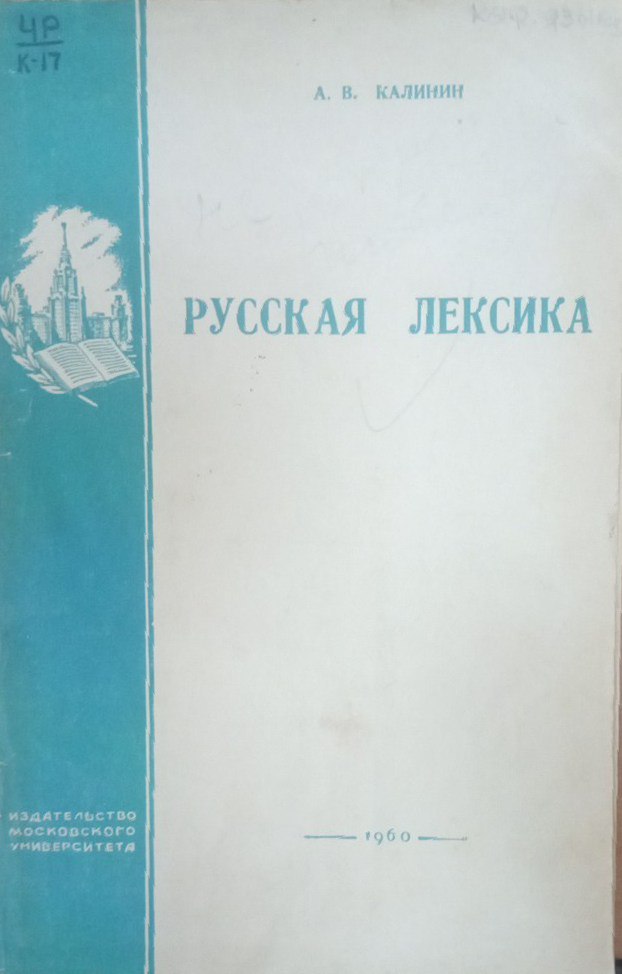 ЧР
К-17
А. В. КАЛИНИН
РУССКАЯ ЛЕКСИКА
ИЗДАТЕЛЬСТВО
МОСКОВСКОГО
УНИВЕРСИТЕТА
1960